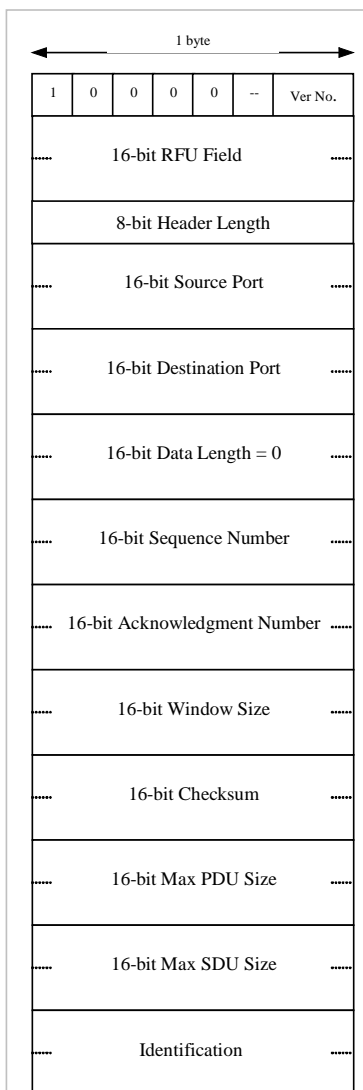 1 byte
1 0 0 0 0 -- Ver No.
16-bit RFU Field
8-bit Header Length
16-bit Source Port
16-bit Destination Port
16-bit Data Length = 0
16-bit Sequence Number
16-bit Acknowledgment Number
16-bit Window Size
16-bit Checksum
16-bit Max PDU Size
16-bit Max SDU Size
Identification